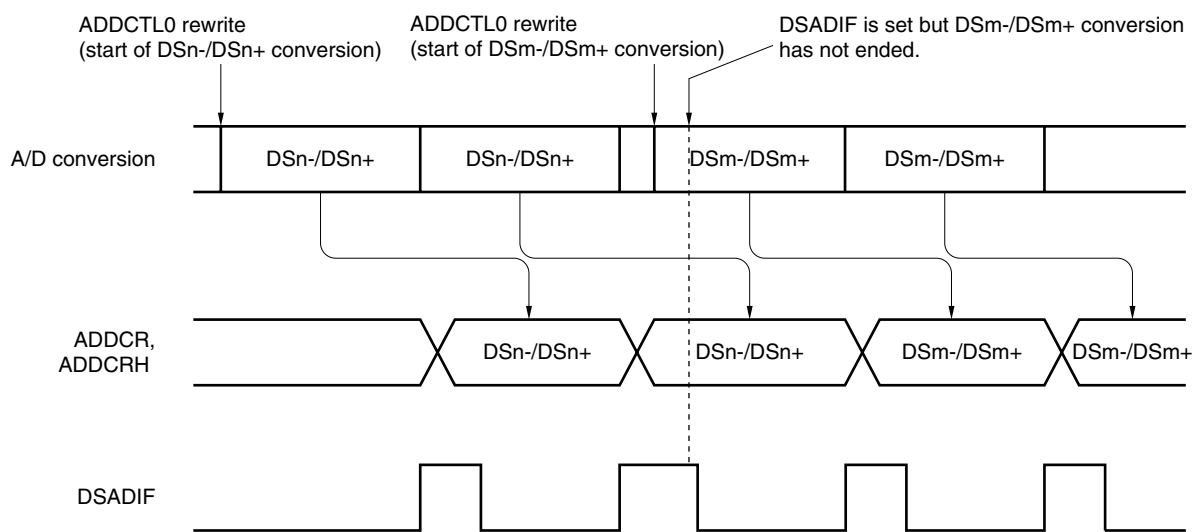 ADDCTL0 rewrite
(start of DSn-/DSn+ conversion)
ADDCTL0 rewrite
(start of DSm-/DSm+ conversion)
DSADIF is set but DSm-/DSm+ conversion
has not ended.
A/D conversion
DSn-/DSn+
DSn-/DSn+
DSm-/DSm+
DSm-/DSm+
ADDCR,
ADDCRH
DSn-/DSn+
DSn-/DSn+
DSm-/DSm+
DSm-/DSm+
DSADIF